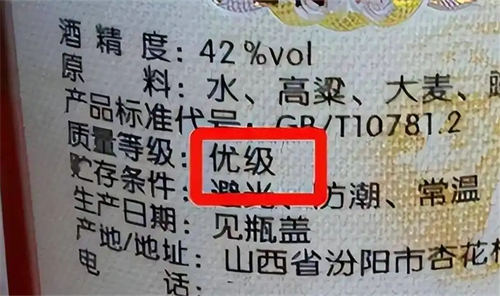 酒精度：42%vol
原 料：水、高粱、大麦、
产品标准代号：GB/T10781.2
质量等级：优级
贮存条件：避光、防潮、常温
生产日期：见瓶盖
产地/地址：山西省汾阳市杏花
电 话：